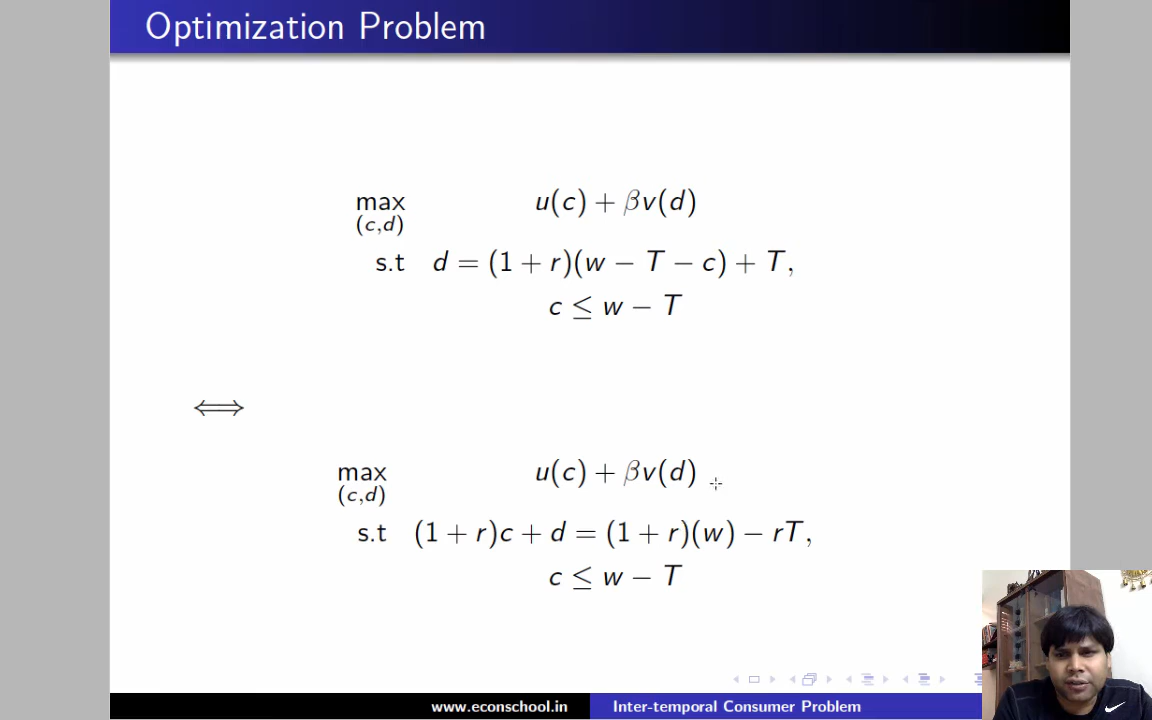 Optimization Problem
max u(c) + βv(d)
(c,d)
s.t d = (1 + r)(w − T − c) + T,
c ≤ w − T
⟺
max u(c) + βv(d)
(c,d)
s.t (1 + r)c + d = (1 + r)(w) − rT,
c ≤ w − T
www.econschool.in Inter-temporal Consumer Problem